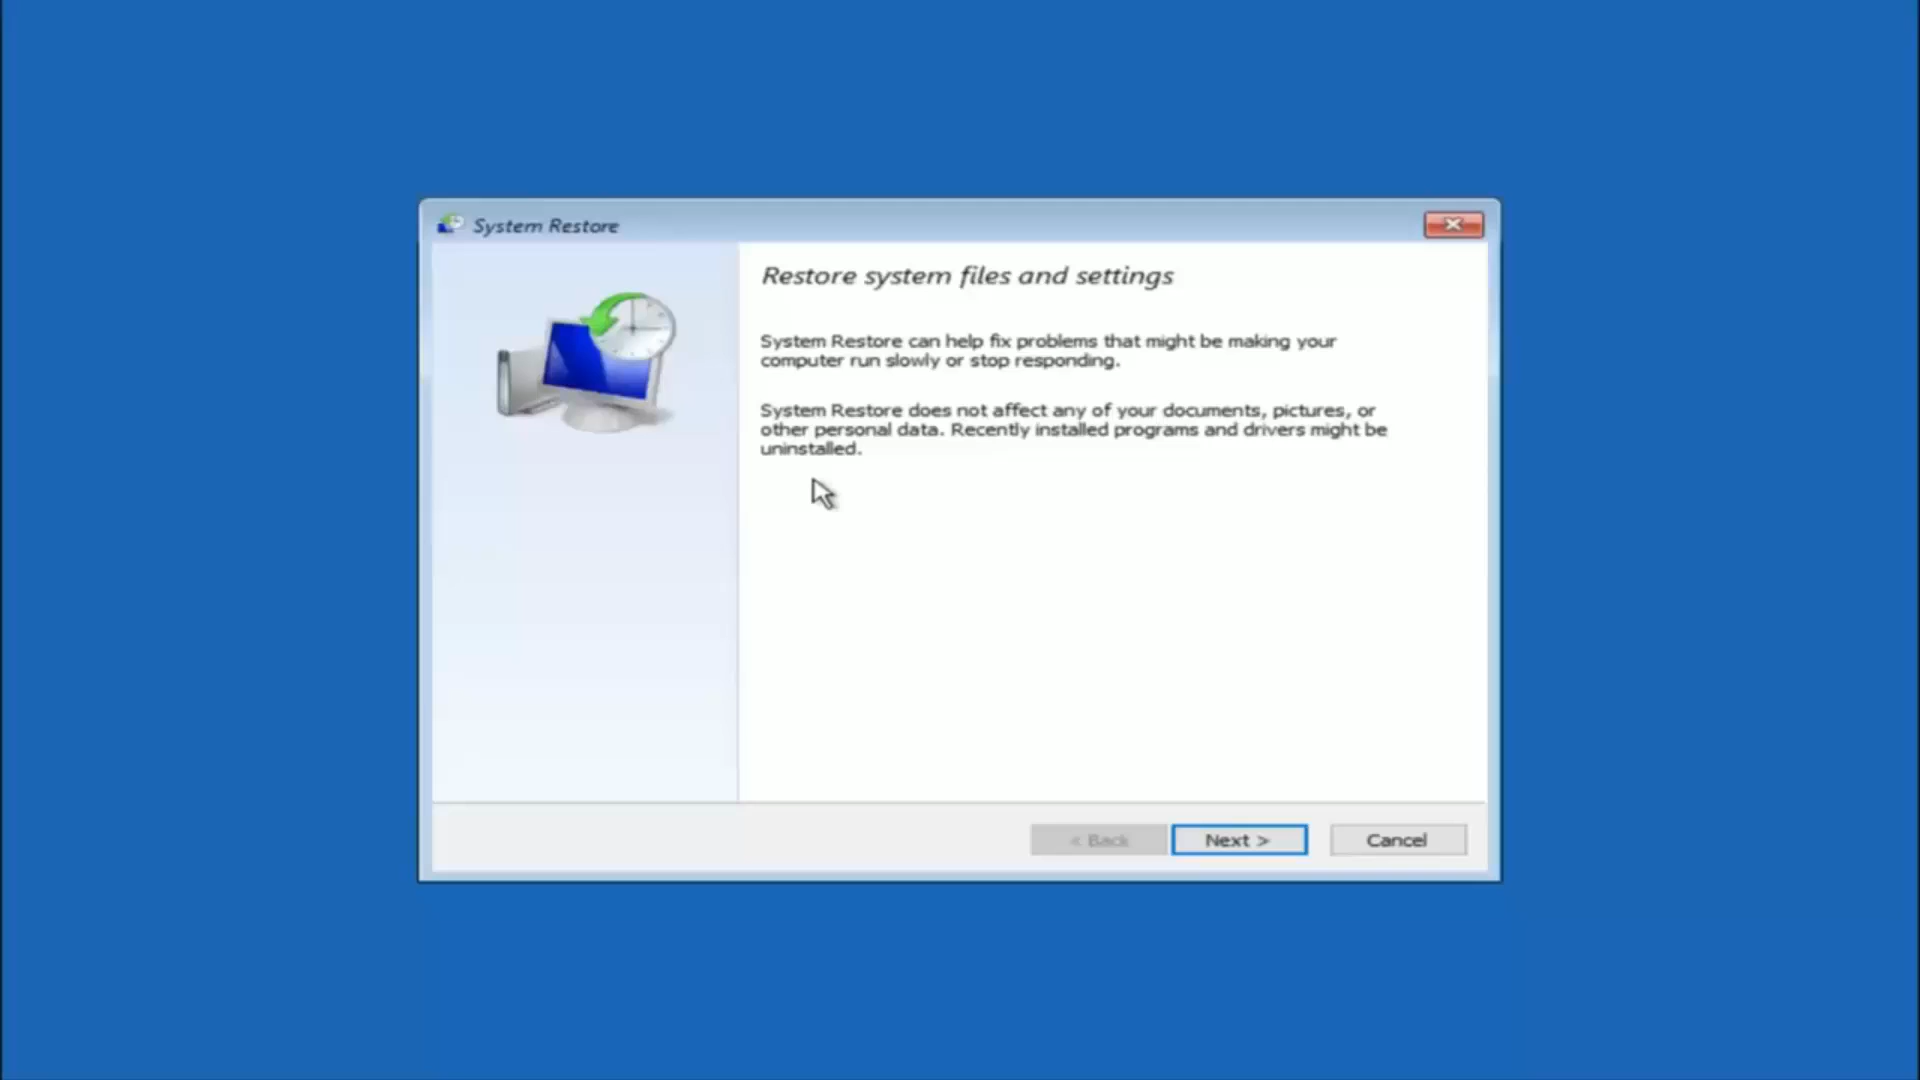 System Restore
Restore system files and settings
System Restore can help fix problems that might be making your
computer run slowly or stop responding.
System Restore does not affect any of your documents, pictures, or
other personal data. Recently installed programs and drivers might be
uninstalled.
< Back
Next >
Cancel